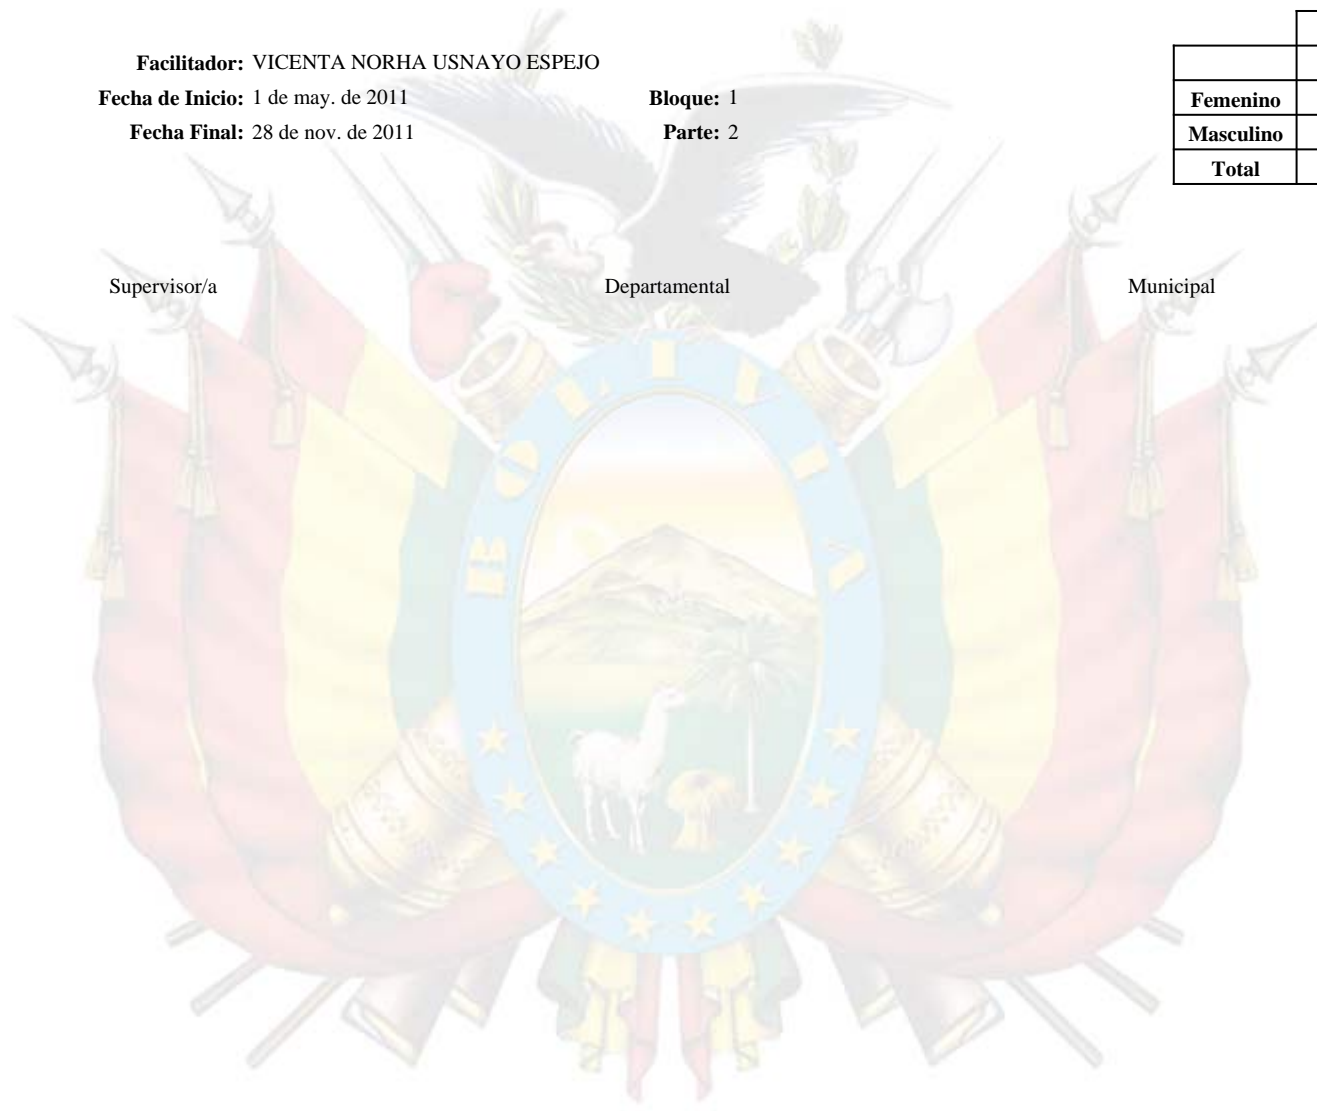 Facilitador: VICENTA NORHA USNAYO ESPEJO
Fecha de Inicio: 1 de may. de 2011 Bloque: 1
Fecha Final: 28 de nov. de 2011 Parte: 2
Femenino
Masculino
Total
Supervisor/a Departamental Municipal
BOLIVIA